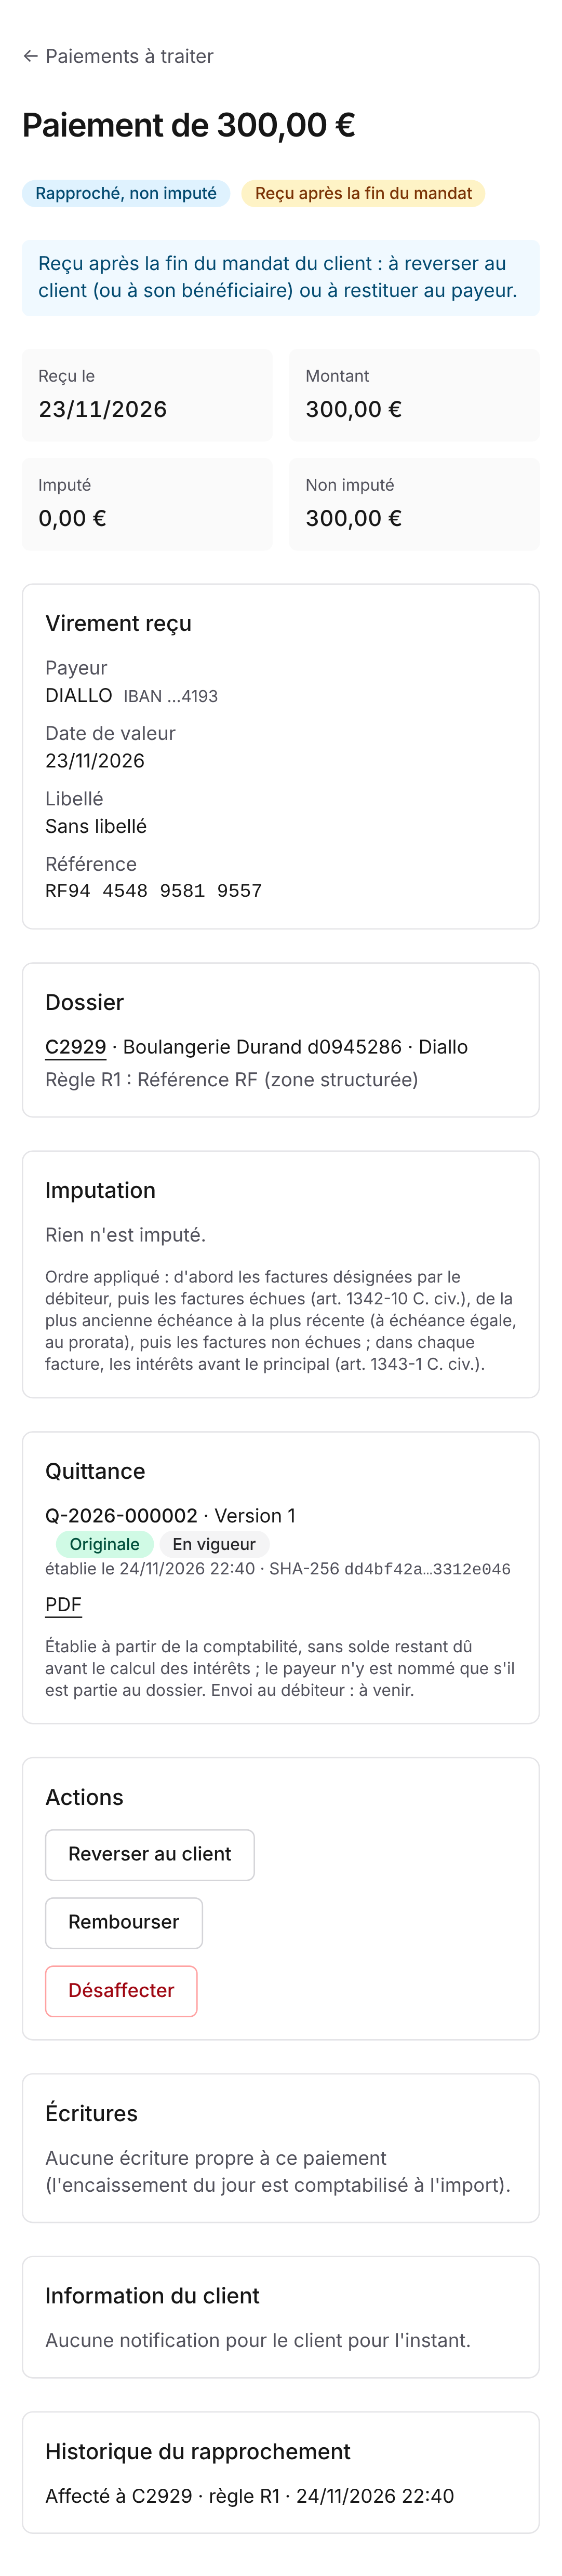 ← Paiements à traiter
Paiement de 300,00 €
Rapproché, non imputé
Reçu après la fin du mandat
Reçu après la fin du mandat du client : à reverser au
client (ou à son bénéficiaire) ou à restituer au payeur.
Reçu le
23/11/2026
Montant
300,00 €
Imputé
0,00 €
Non imputé
300,00 €
Virement reçu
Payeur
DIALLO IBAN …4193
Date de valeur
23/11/2026
Libellé
Sans libellé
Référence
RF94 4548 9581 9557
Dossier
C2929 · Boulangerie Durand d0945286 · Diallo
Règle R1 : Référence RF (zone structurée)
Imputation
Rien n'est imputé.
Ordre appliqué : d'abord les factures désignées par le
débiteur, puis les factures échues (art. 1342-10 C. civ.), de la
plus ancienne échéance à la plus récente (à échéance égale,
au prorata), puis les factures non échues ; dans chaque
facture, les intérêts avant le principal (art. 1343-1 C. civ.).
Quittance
Q-2026-000002 · Version 1
Originale En vigueur
établie le 24/11/2026 22:40 · SHA-256 dd4bf42a…3312e046
PDF
Établie à partir de la comptabilité, sans solde restant dû
avant le calcul des intérêts ; le payeur n'y est nommé que s'il
est partie au dossier. Envoi au débiteur : à venir.
Actions
Reverser au client
Rembourser
Désaffecter
Écritures
Aucune écriture propre à ce paiement
(l'encaissement du jour est comptabilisé à l'import).
Information du client
Aucune notification pour le client pour l'instant.
Historique du rapprochement
Affecté à C2929 · règle R1 · 24/11/2026 22:40